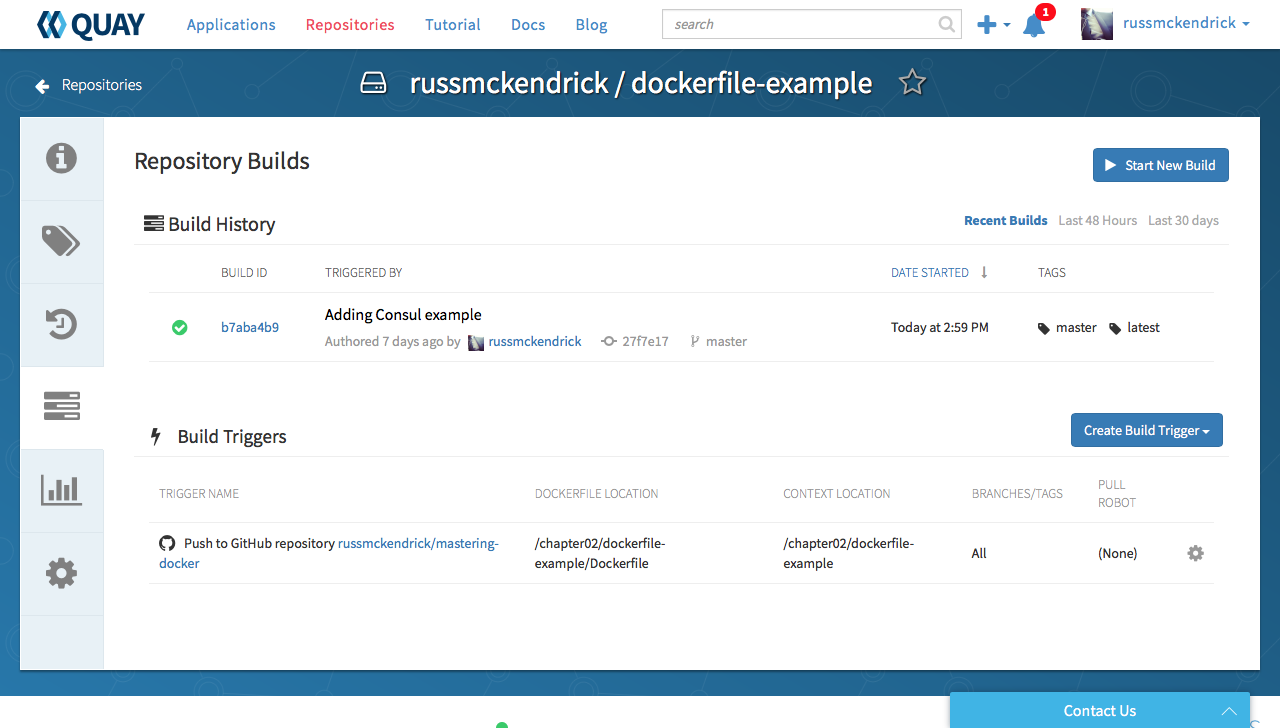 QUAY Applications Repositories Tutorial Docs Blog search 1 russmckendrick
Repositories russmckendrick / dockerfile-example
Repository Builds Start New Build
Build History Recent Builds Last 48 Hours Last 30 days
BUILD ID TRIGGERED BY DATE STARTED ↓ TAGS
Adding Consul example
b7aba4b9 Today at 2:59 PM master latest
Authored 7 days ago by russmckendrick 27f7e17 master
Build Triggers Create Build Trigger
TRIGGER NAME DOCKERFILE LOCATION CONTEXT LOCATION BRANCHES/TAGS PULL
ROBOT
Push to GitHub repository russmckendrick/mastering-
docker
/chapter02/dockerfile-
example/Dockerfile
/chapter02/dockerfile-
example
All
(None)
Contact Us